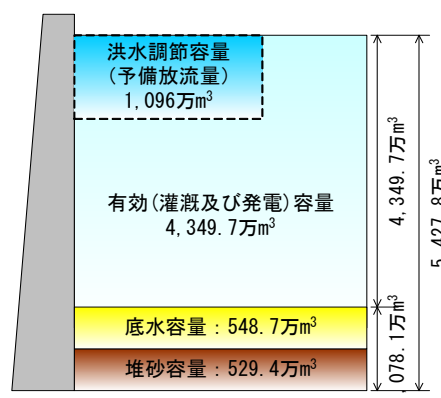 洪水調節容量
(予備放流量)
1,096万m³
有効(灌漑及び発電)容量
4,349.7万m³
底水容量：548.7万m³
堆砂容量：529.4万m³
4,349.7万m³
078.1万m³
5,427.8万m³